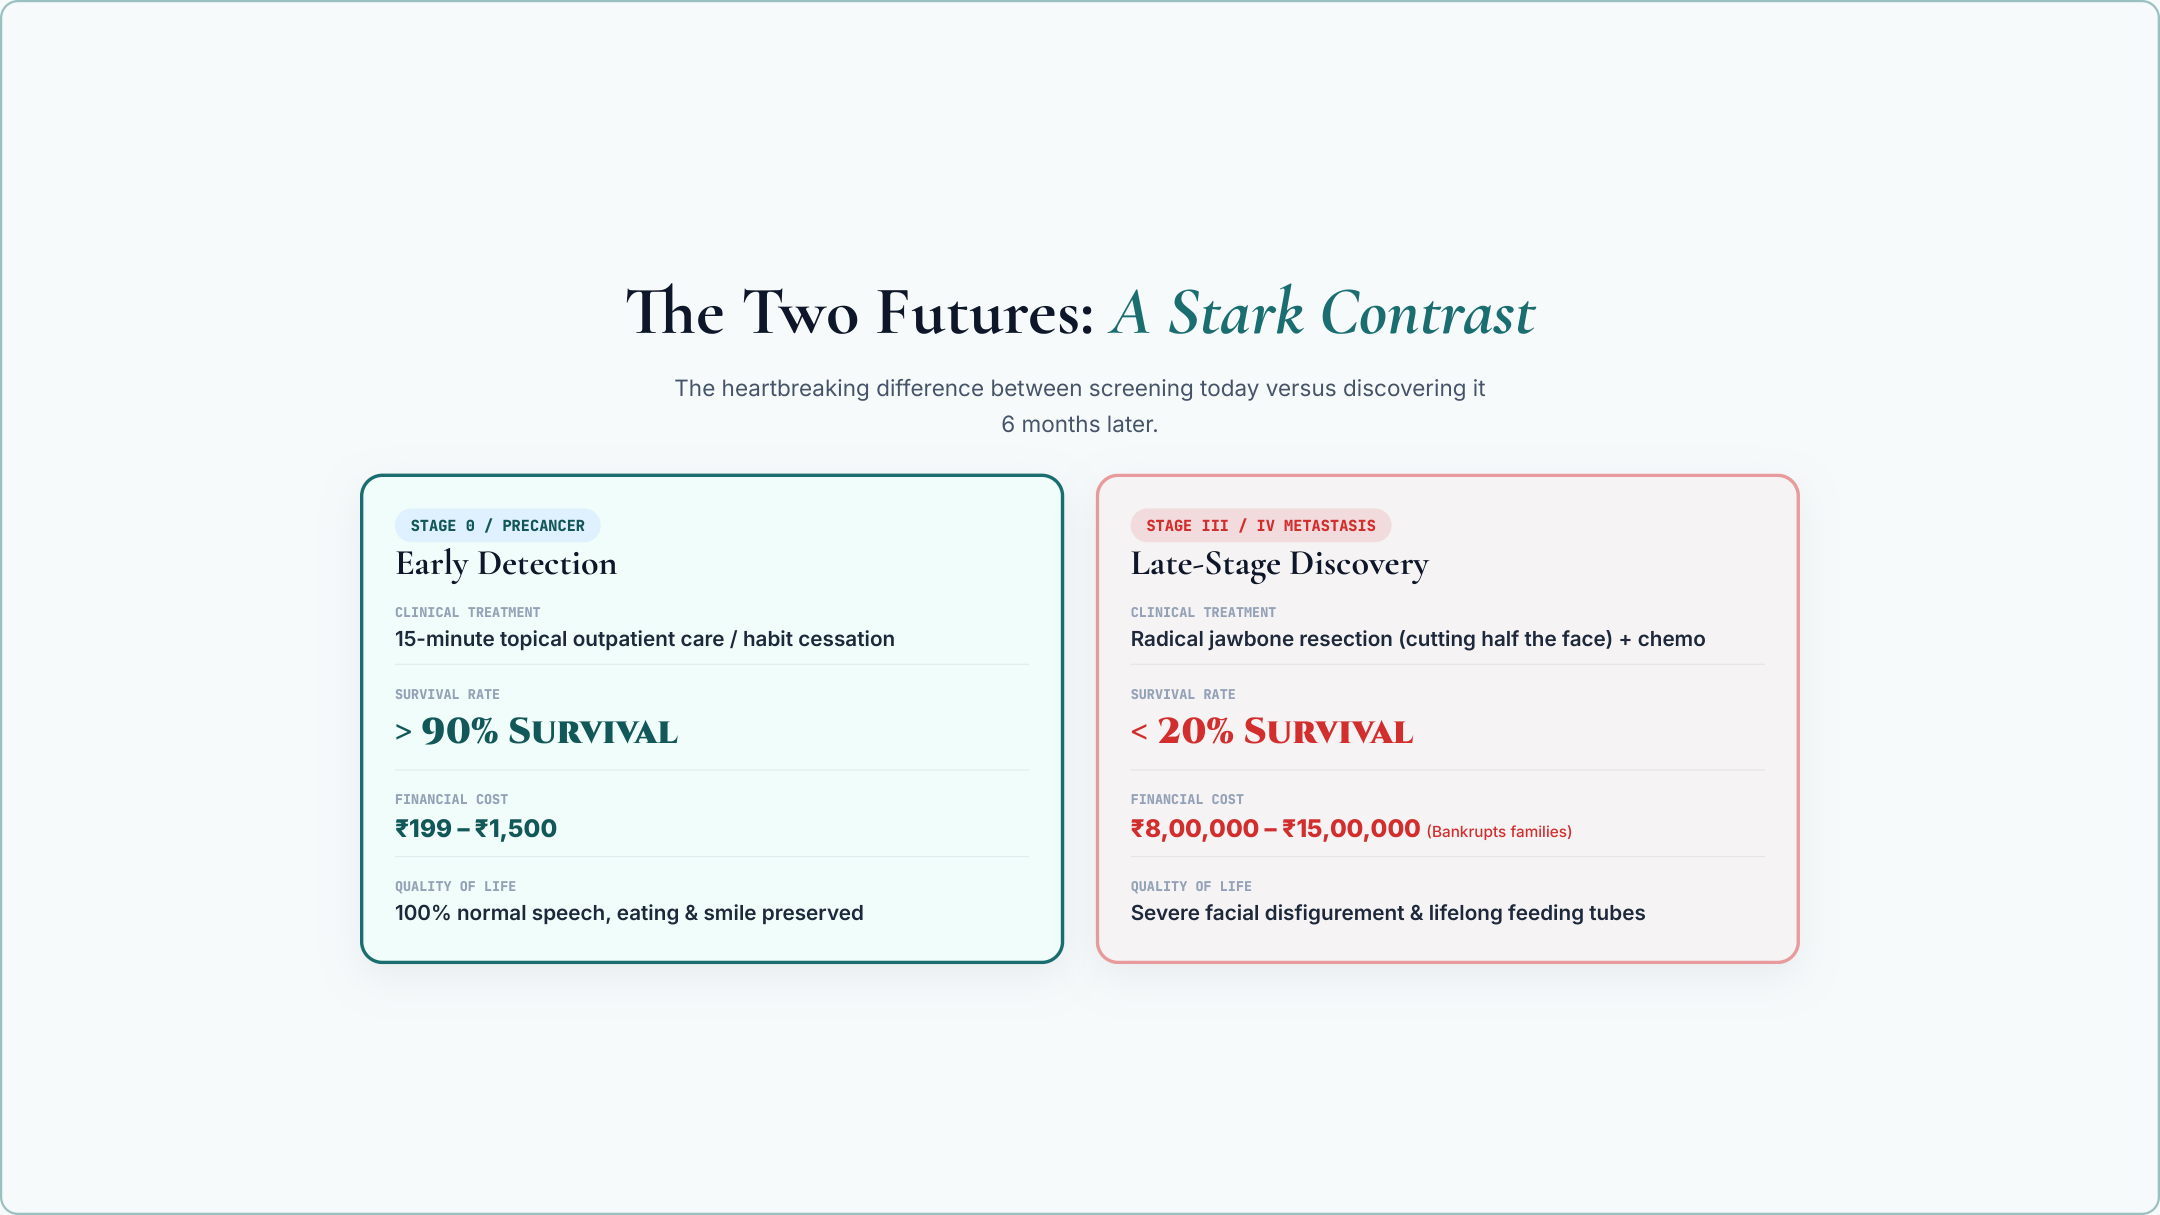 The Two Futures: A Stark Contrast
The heartbreaking difference between screening today versus discovering it
6 months later.
STAGE 0 / PRECANCER
Early Detection
CLINICAL TREATMENT
15-minute topical outpatient care / habit cessation
SURVIVAL RATE
> 90% Survival
FINANCIAL COST
₹199 – ₹1,500
QUALITY OF LIFE
100% normal speech, eating & smile preserved
STAGE III / IV METASTASIS
Late-Stage Discovery
CLINICAL TREATMENT
Radical jawbone resection (cutting half the face) + chemo
SURVIVAL RATE
< 20% Survival
FINANCIAL COST
₹8,00,000 – ₹15,00,000 (Bankrupts families)
QUALITY OF LIFE
Severe facial disfigurement & lifelong feeding tubes